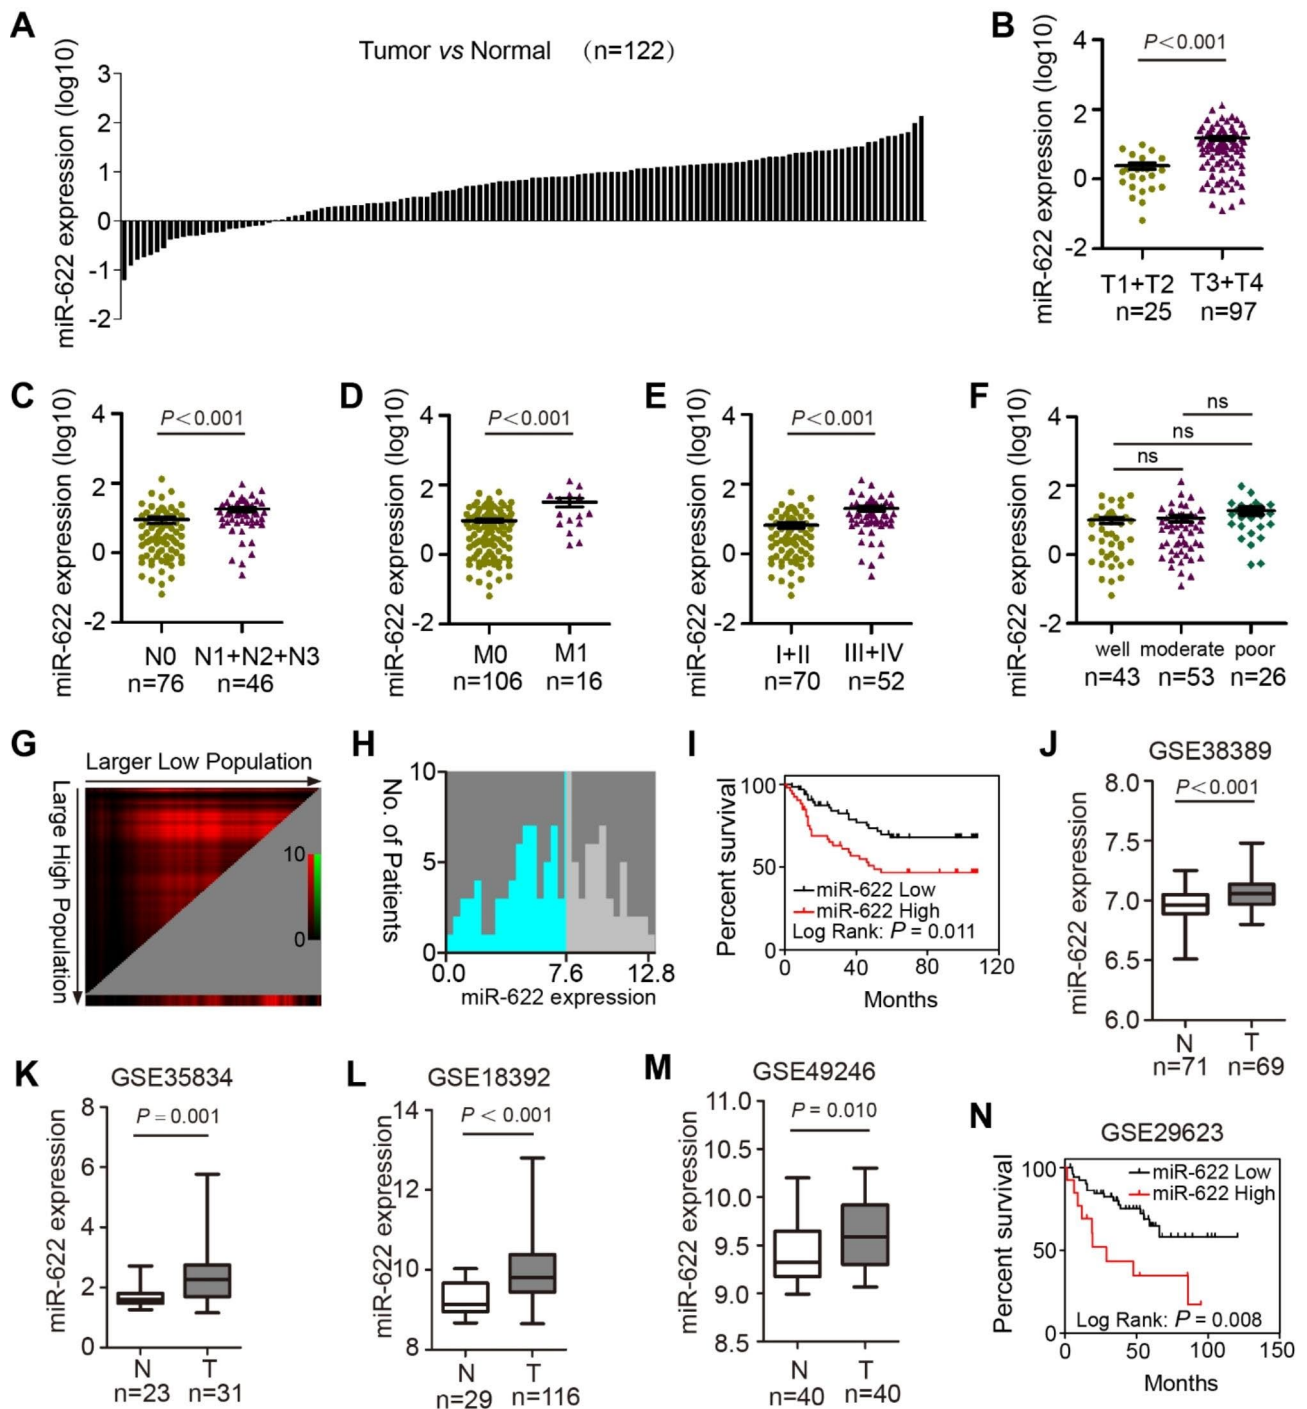 A
Tumor vs Normal (n=122)
miR-622 expression (log10)
3
2
1
0
-1
-2
B
miR-622 expression (log10)
P<0.001
4
2
0
-2
T1+T2 T3+T4
n=25 n=97
C
miR-622 expression (log10)
P<0.001
4
2
0
-2
N0 N1+N2+N3
n=76 n=46
D
miR-622 expression (log10)
P<0.001
4
2
0
-2
M0 M1
n=106 n=16
E
miR-622 expression (log10)
P<0.001
4
2
0
-2
I+II III+IV
n=70 n=52
F
miR-622 expression (log10)
ns
ns
ns
4
2
0
-2
well moderate poor
n=43 n=53 n=26
G
Larger Low Population
Large High Population
10
0
H
No. of Patients
10
5
0
0.0 7.6 12.8
miR-622 expression
I
Percent survival
100
50
0
miR-622 Low
miR-622 High
Log Rank: P = 0.011
0 40 80 120
Months
J
GSE38389
miR-622 expression
P<0.001
8.0
7.5
7.0
6.5
6.0
N T
n=71 n=69
K
GSE35834
miR-622 expression
P = 0.001
8
6
4
2
0
N T
n=23 n=31
L
GSE18392
miR-622 expression
P < 0.001
14
12
10
8
N T
n=29 n=116
M
GSE49246
miR-622 expression
P = 0.010
11.0
10.5
10.0
9.5
9.0
8.5
N T
n=40 n=40
N
GSE29623
Percent survival
100
50
0
miR-622 Low
miR-622 High
Log Rank: P = 0.008
0 50 100 150
Months